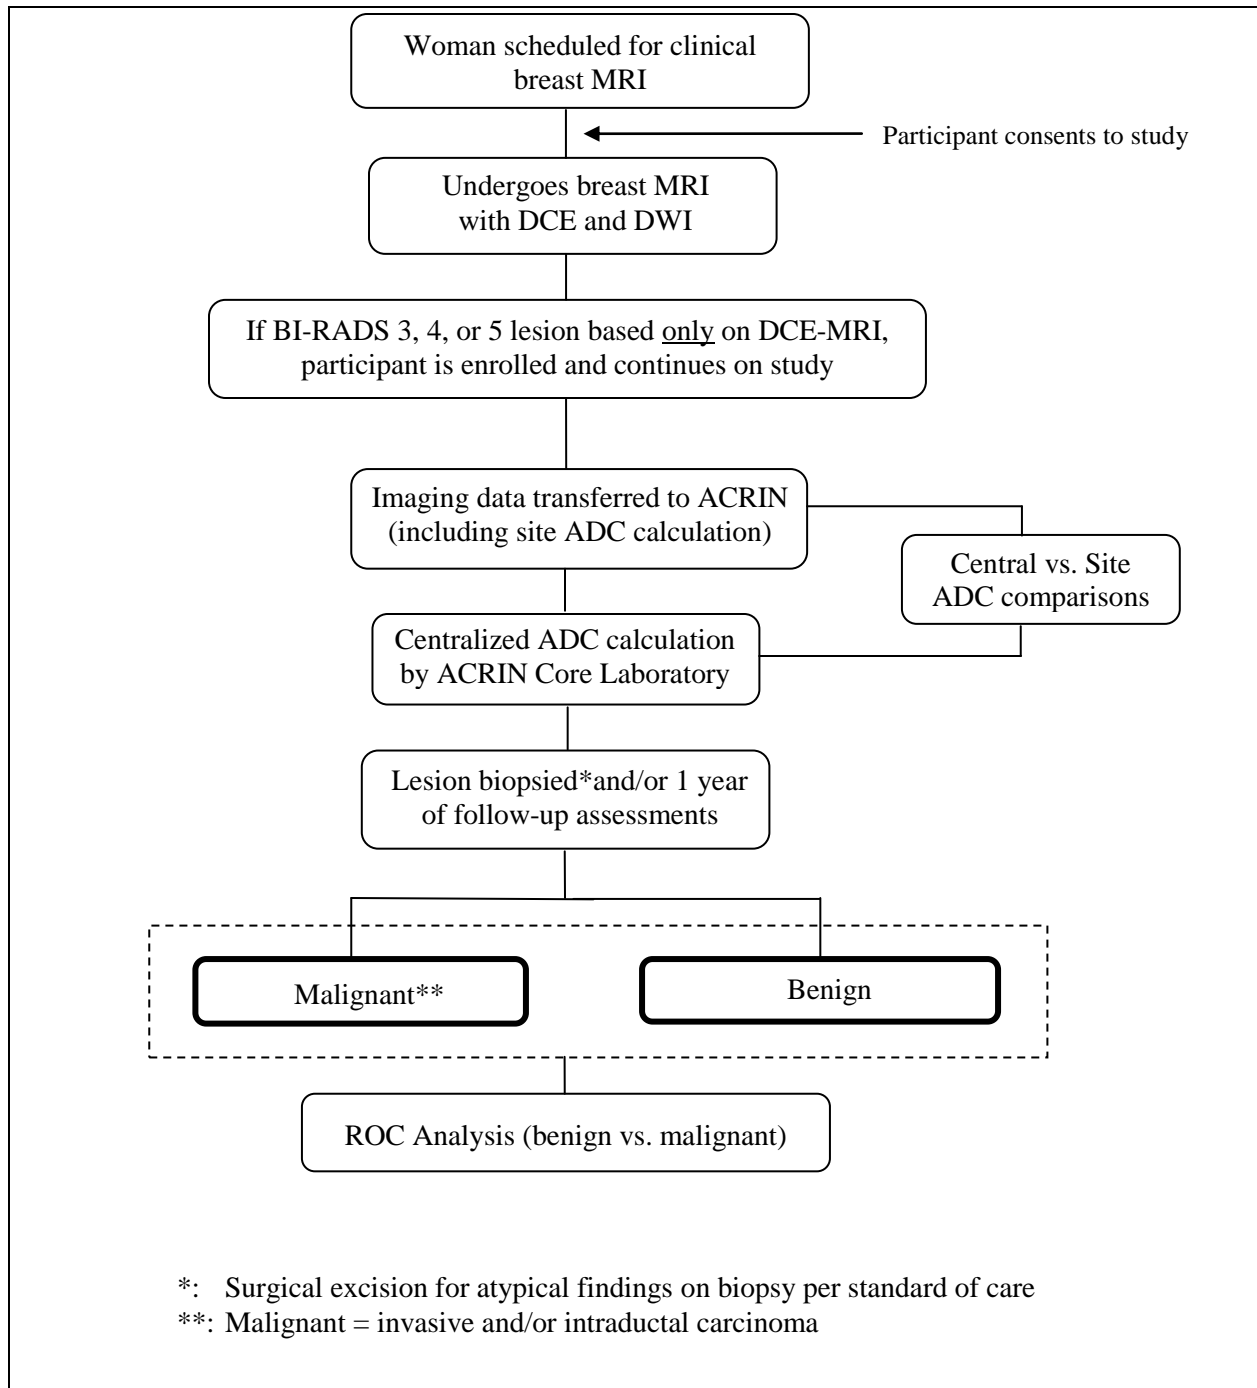 Woman scheduled for clinical
breast MRI
Participant consents to study
Undergoes breast MRI
with DCE and DWI
If BI-RADS 3, 4, or 5 lesion based only on DCE-MRI,
participant is enrolled and continues on study
Imaging data transferred to ACRIN
(including site ADC calculation)
Central vs. Site
ADC comparisons
Centralized ADC calculation
by ACRIN Core Laboratory
Lesion biopsied*and/or 1 year
of follow-up assessments
Malignant**
Benign
ROC Analysis (benign vs. malignant)
*: Surgical excision for atypical findings on biopsy per standard of care
**: Malignant = invasive and/or intraductal carcinoma